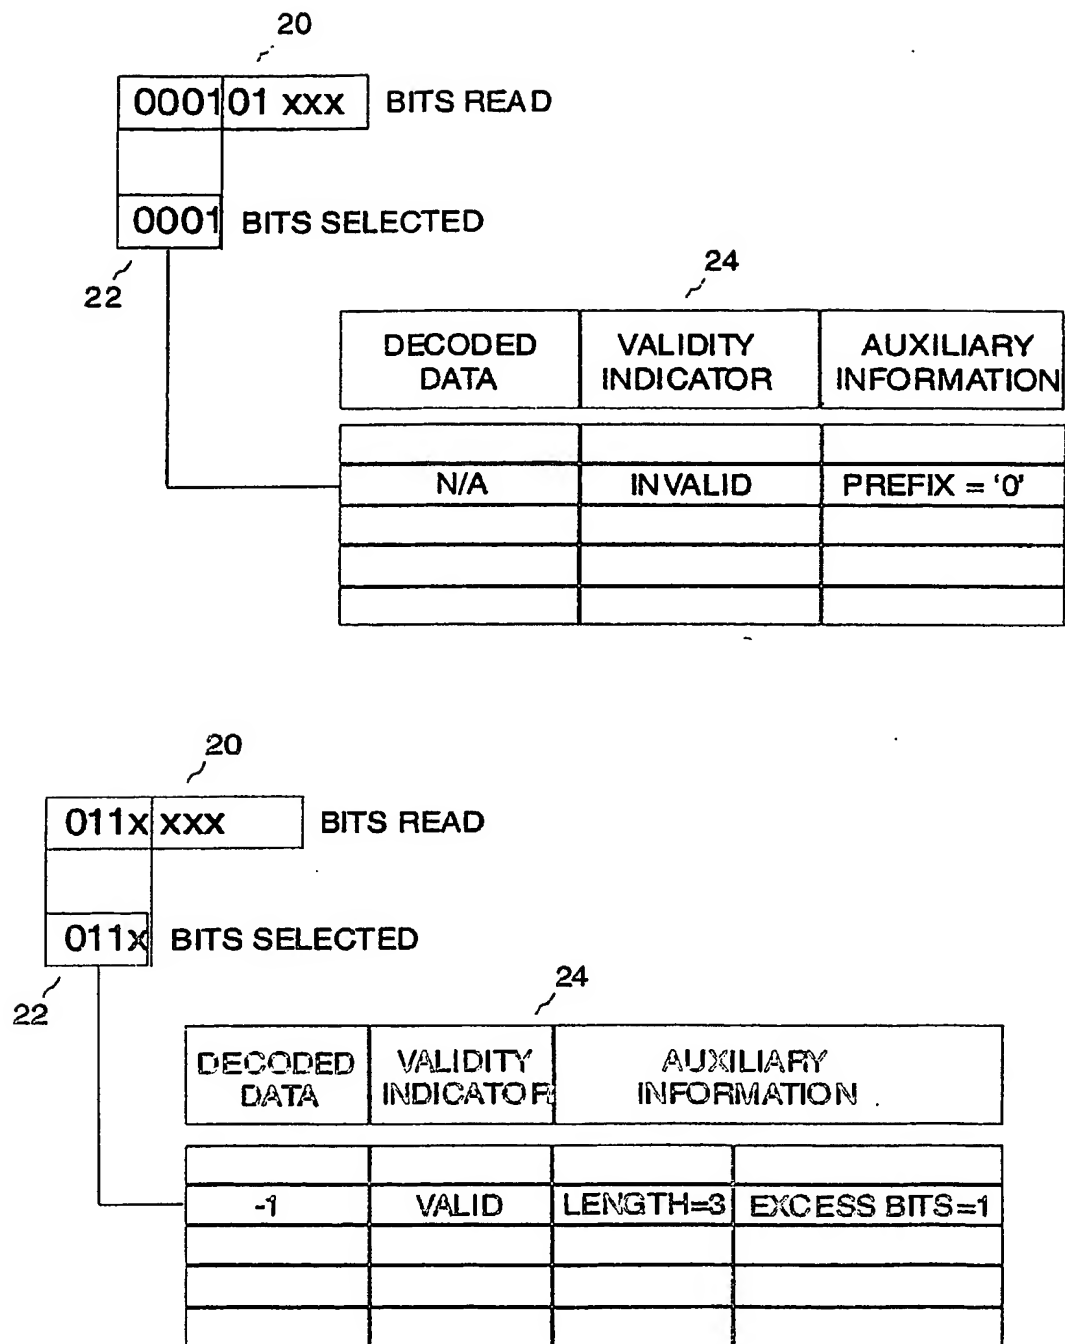 20
000101 xxx BITS READ
0001 BITS SELECTED
22
24
DECODED DATA VALIDITY INDICATOR AUXILIARY INFORMATION
N/A INVALID PREFIX = '0'
20
011x xxx BITS READ
011x BITS SELECTED
22
24
DECODED DATA VALIDITY INDICATOR AUXILIARY INFORMATION
-1 VALID LENGTH=3 EXCESS BITS=1